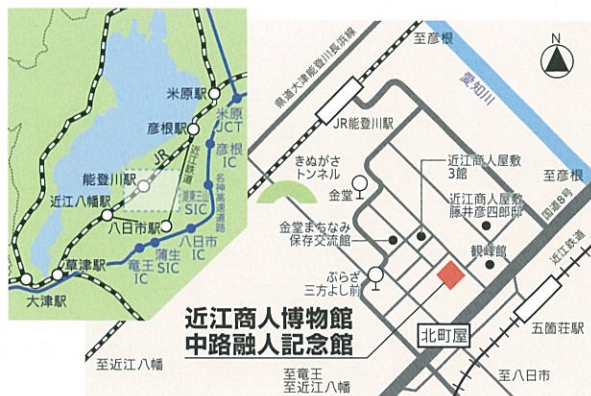 米原駅
米原
JCT
彦根駅
彦根
IC
JR
近江鉄道
名神高速道路
能登川駅
湖東三山
SIC
近江八幡駅
八日市駅
八日市
IC
蒲生
SIC
竜王
IC
草津駅
大津駅
県道大津能登川長浜線
至彦根
N
愛知川
JR能登川駅
きぬがさ
トンネル
金堂
近江商人屋敷
3館
至彦根
国道8号
近江商人屋敷
藤井彦四郎邸
金堂まちなみ
保存交流館
観峰館
近江鉄道
ぷらざ
三方よし前
近江商人博物館
中路融人記念館
北町屋
五箇荘駅
至近江八幡
至竜王
至近江八幡
至八日市